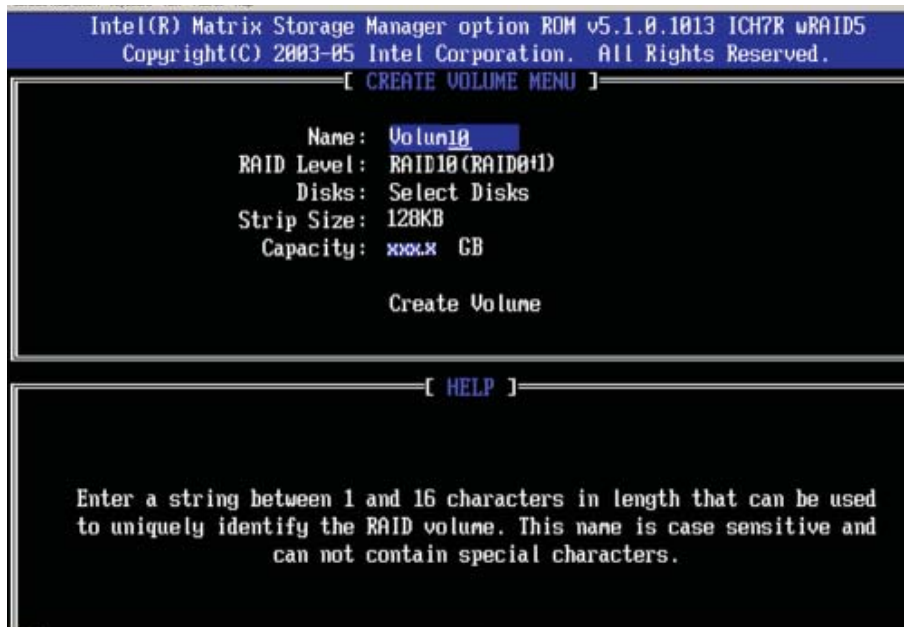 Intel(R) Matrix Storage Manager option ROM v5.1.0.1013 ICH7R wRAID5
Copyright(C) 2003-05 Intel Corporation. All Rights Reserved.
[ CREATE VOLUME MENU ]
Name: Volum10
RAID Level: RAID10(RAID0+1)
Disks: Select Disks
Strip Size: 128KB
Capacity: xxx.x GB
Create Volume
[ HELP ]
Enter a string between 1 and 16 characters in length that can be used
to uniquely identify the RAID volume. This name is case sensitive and
can not contain special characters.